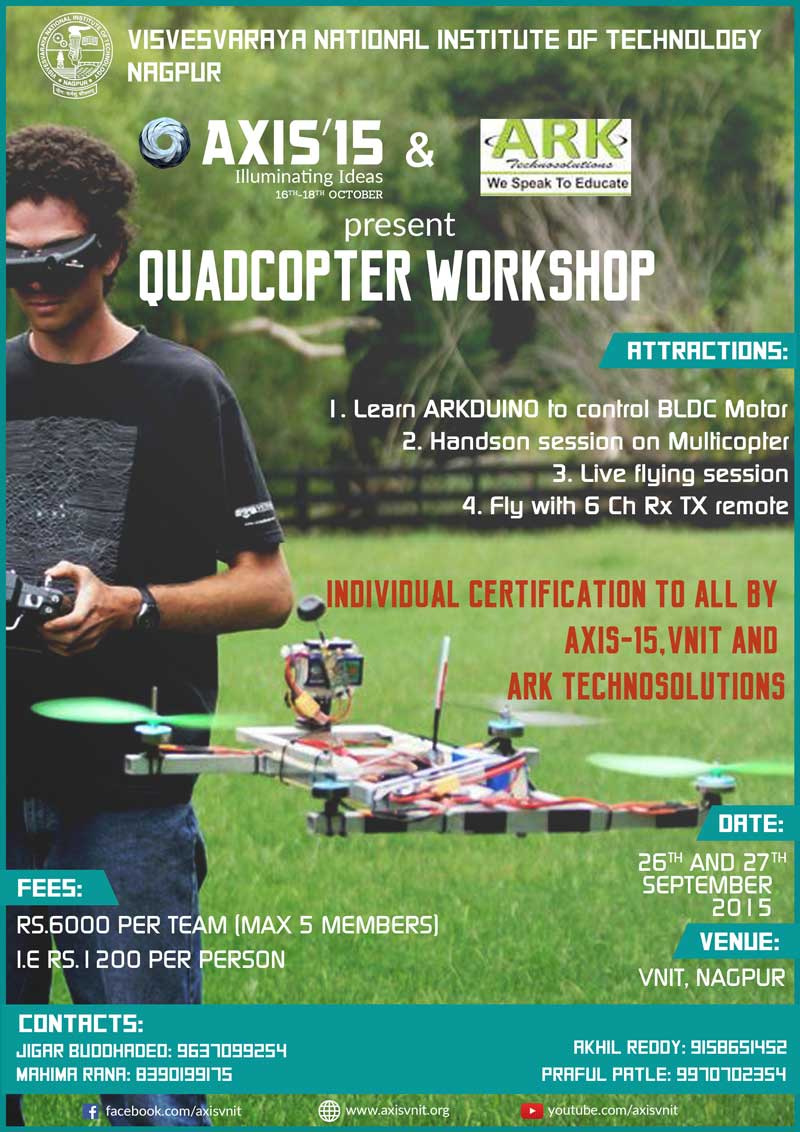 VISVESVARAYA NATIONAL INSTITUTE OF TECHNOLOGY
NAGPUR
AXIS'15
Illuminating Ideas
16TH-18TH OCTOBER
&
ARK
Technosolutions
We Speak To Educate
present
QUADCOPTER WORKSHOP
ATTRACTIONS:
1. Learn ARKDUINO to control BLDC Motor
2. Handson session on Multicopter
3. Live flying session
4. Fly with 6 Ch Rx TX remote
INDIVIDUAL CERTIFICATION TO ALL BY
AXIS-15,VNIT AND
ARK TECHNOSOLUTIONS
DATE:
26TH AND 27TH
SEPTEMBER
2015
FEES:
RS.6000 PER TEAM (MAX 5 MEMBERS)
I.E RS.1200 PER PERSON
VENUE:
VNIT, NAGPUR
CONTACTS:
JIGAR BUDDHADEO: 9637099254
MAHIMA RANA: 8390199175
AKHIL REDDY: 9158651452
PRAFUL PATLE: 9970702354
facebook.com/axisvnit
www.axisvnit.org
youtube.com/axisvnit